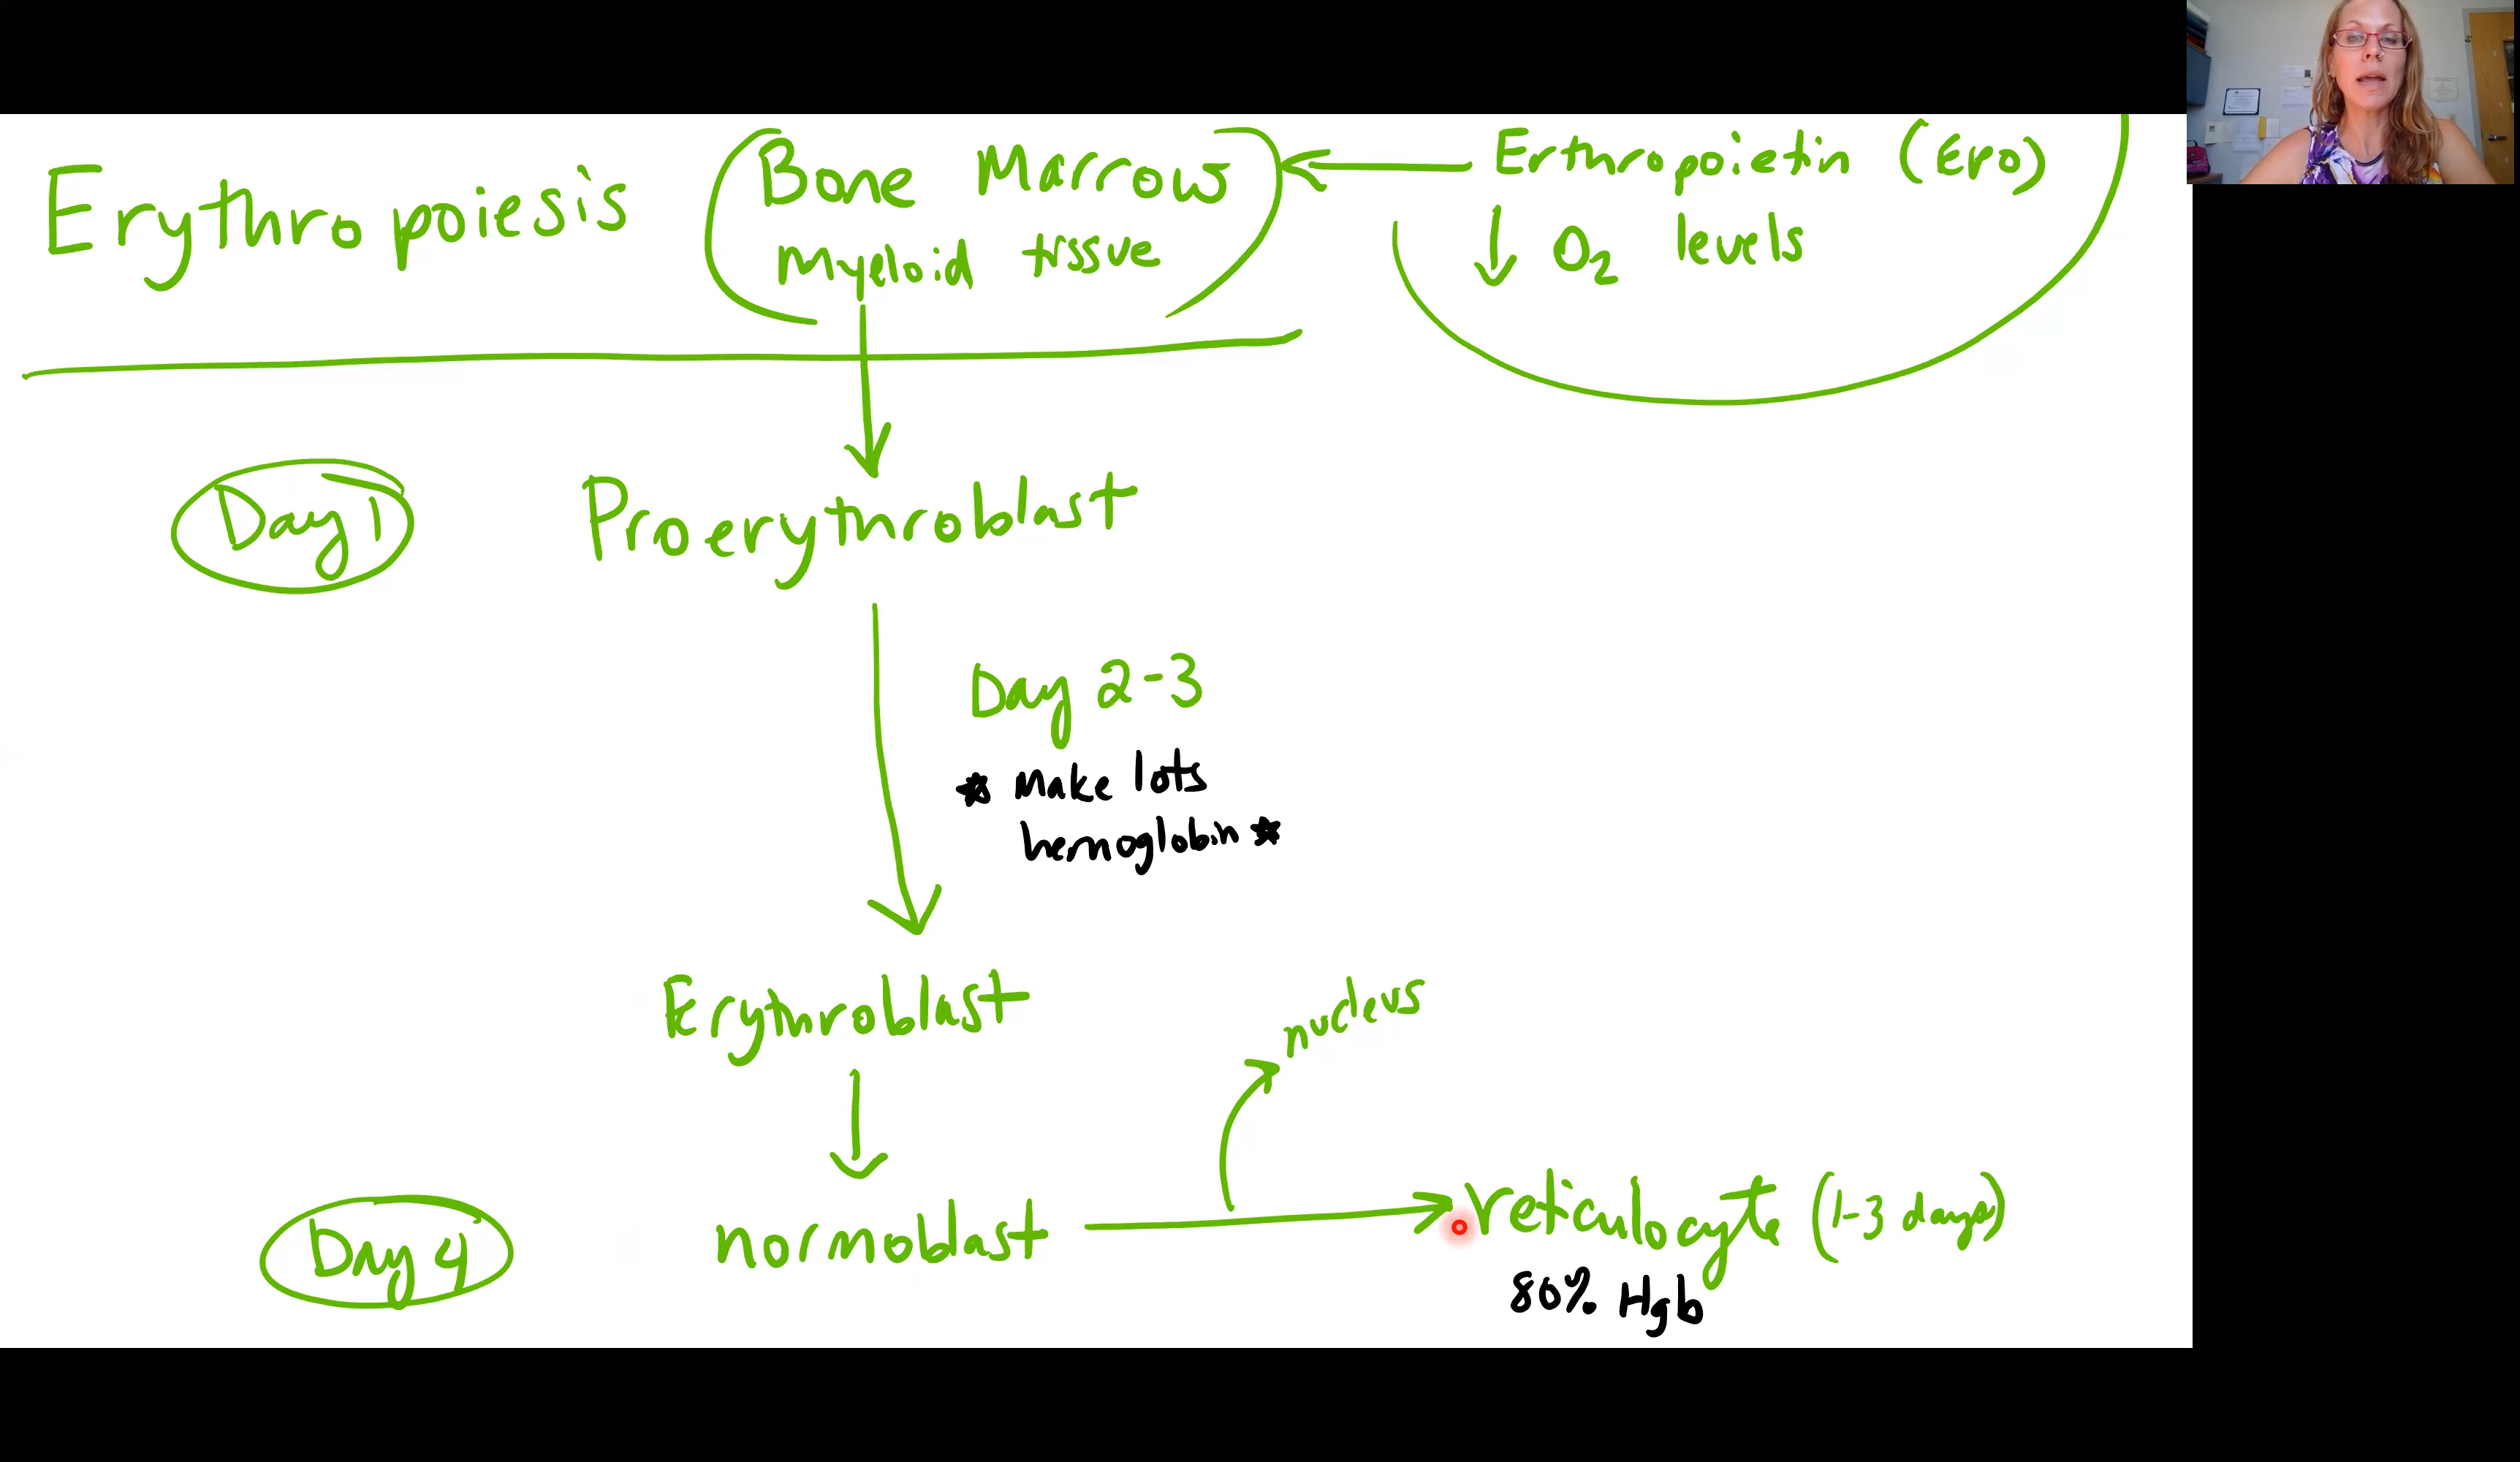 Erythropoiesis
Bone Marrow
myeloid tissue
Erthropoietin (EPO)
↓ O2 levels
Day 1
Proerythroblast
Day 2-3
* Make lots
hemoglobin *
Erythroblast
nucleus
Day 4
normoblast
reticulocyte (1-3 days)
80% Hgb